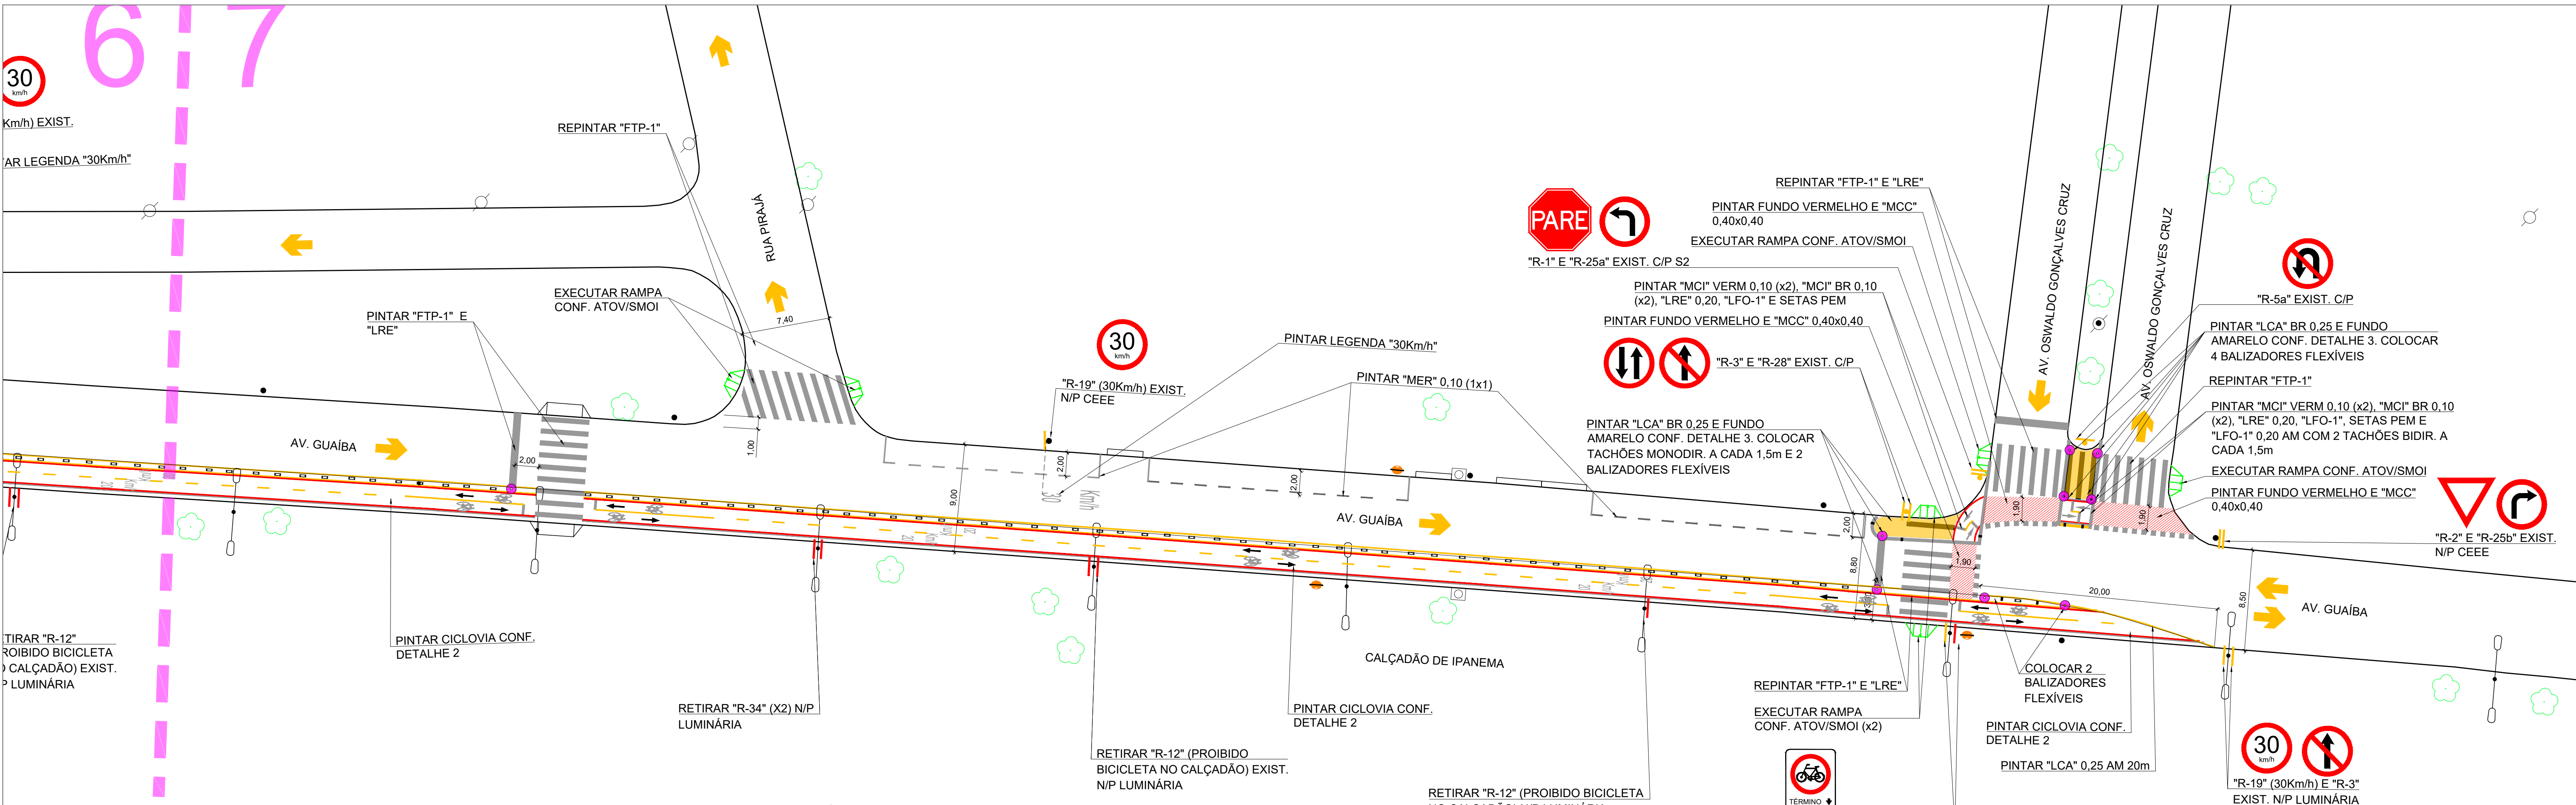 6
7
30
km/h
Km/h) EXIST.
AR LEGENDA "30Km/h"
REPINTAR "FTP-1"
RUA PIRAJÁ
EXECUTAR RAMPA
CONF. ATOV/SMOI
PINTAR "FTP-1" E
"LRE"
7,40
1,00
AV. GUAÍBA
2,00
30
km/h
"R-19" (30Km/h) EXIST.
N/P CEEE
PINTAR LEGENDA "30Km/h"
PINTAR "MER" 0,10 (1x1)
2,00
9,00
30
Km/h
2,00
AV. GUAÍBA
PARE
"R-1" E "R-25a" EXIST. C/P S2
REPINTAR "FTP-1" E "LRE"
PINTAR FUNDO VERMELHO E "MCC"
0,40x0,40
EXECUTAR RAMPA CONF. ATOV/SMOI
PINTAR "MCI" VERM 0,10 (x2), "MCI" BR 0,10
(x2), "LRE" 0,20, "LFO-1" E SETAS PEM
PINTAR FUNDO VERMELHO E "MCC" 0,40x0,40
"R-3" E "R-28" EXIST. C/P
PINTAR "LCA" BR 0,25 E FUNDO
AMARELO CONF. DETALHE 3. COLOCAR
TACHÕES MONODIR. A CADA 1,5m E 2
BALIZADORES FLEXÍVEIS
AV. OSWALDO GONÇALVES CRUZ
AV. OSWALDO GONÇALVES CRUZ
"R-5a" EXIST. C/P
PINTAR "LCA" BR 0,25 E FUNDO
AMARELO CONF. DETALHE 3. COLOCAR
4 BALIZADORES FLEXÍVEIS
REPINTAR "FTP-1"
PINTAR "MCI" VERM 0,10 (x2), "MCI" BR 0,10
(x2), "LRE" 0,20, "LFO-1", SETAS PEM E
"LFO-1" 0,20 AM COM 2 TACHÕES BIDIR. A
CADA 1,5m
EXECUTAR RAMPA CONF. ATOV/SMOI
PINTAR FUNDO VERMELHO E "MCC"
0,40x0,40
"R-2" E "R-25b" EXIST.
N/P CEEE
2,00
8,80
1,90
1,90
1,90
20,00
8,50
AV. GUAÍBA
TIRAR "R-12"
ROIBIDO BICICLETA
CALÇADÃO) EXIST.
P LUMINÁRIA
PINTAR CICLOVIA CONF.
DETALHE 2
RETIRAR "R-34" (X2) N/P
LUMINÁRIA
RETIRAR "R-12" (PROIBIDO
BICICLETA NO CALÇADÃO) EXIST.
N/P LUMINÁRIA
CALÇADÃO DE IPANEMA
PINTAR CICLOVIA CONF.
DETALHE 2
RETIRAR "R-12" (PROIBIDO BICICLETA
REPINTAR "FTP-1" E "LRE"
EXECUTAR RAMPA
CONF. ATOV/SMOI (x2)
TÉRMINO
COLOCAR 2
BALIZADORES
FLEXÍVEIS
PINTAR CICLOVIA CONF.
DETALHE 2
PINTAR "LCA" 0,25 AM 20m
30
km/h
"R-19" (30Km/h) E "R-3"
EXIST. N/P LUMINÁRIA